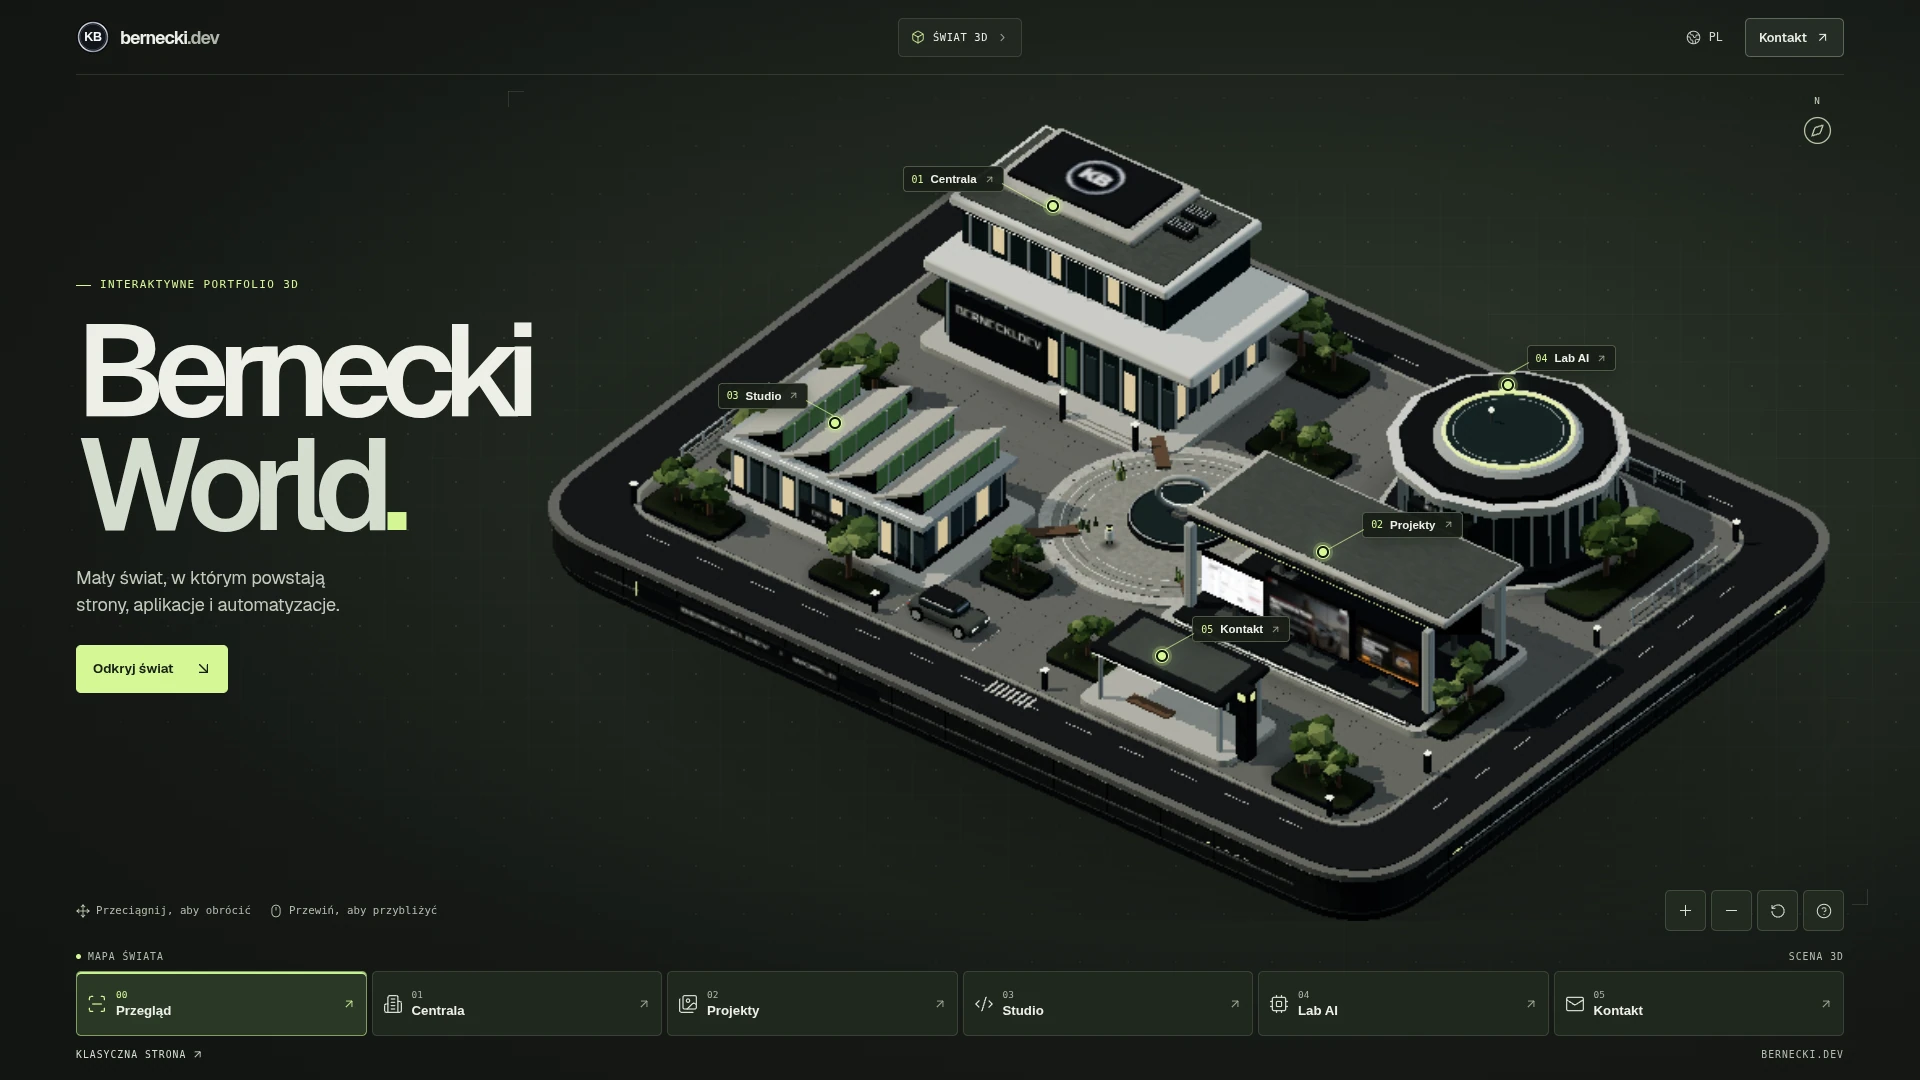 KB bernecki.dev
ŚWIAT 3D
PL
Kontakt
N
KB
01 Centrala
BERNECKI.DEV
04 Lab AI
03 Studio
02 Projekty
05 Kontakt
INTERAKTYWNE PORTFOLIO 3D
Bernecki
World.
Mały świat, w którym powstają
strony, aplikacje i automatyzacje.
Odkryj świat
Przeciągnij, aby obrócić
Przewiń, aby przybliżyć
MAPA ŚWIATA
SCENA 3D
00
Przegląd
01
Centrala
02
Projekty
03
Studio
04
Lab AI
05
Kontakt
KLASYCZNA STRONA
BERNECKI.DEV